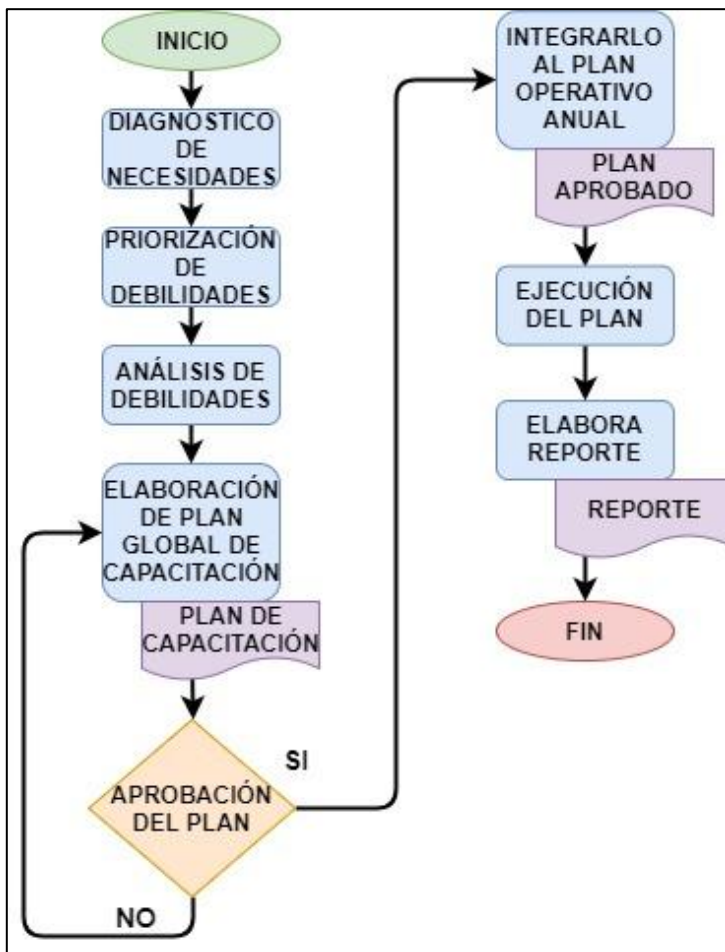 INICIO
DIAGNOSTICO
DE
NECESIDADES
PRIORIZACIÓN
DE
DEBILIDADES
ANÁLISIS DE
DEBILIDADES
ELABORACIÓN
DE PLAN
GLOBAL DE
CAPACITACIÓN
PLAN DE
CAPACITACIÓN
APROBACIÓN
DEL PLAN
SI
NO
INTEGRARLO
AL PLAN
OPERATIVO
ANUAL
PLAN
APROBADO
EJECUCIÓN
DEL PLAN
ELABORA
REPORTE
REPORTE
FIN